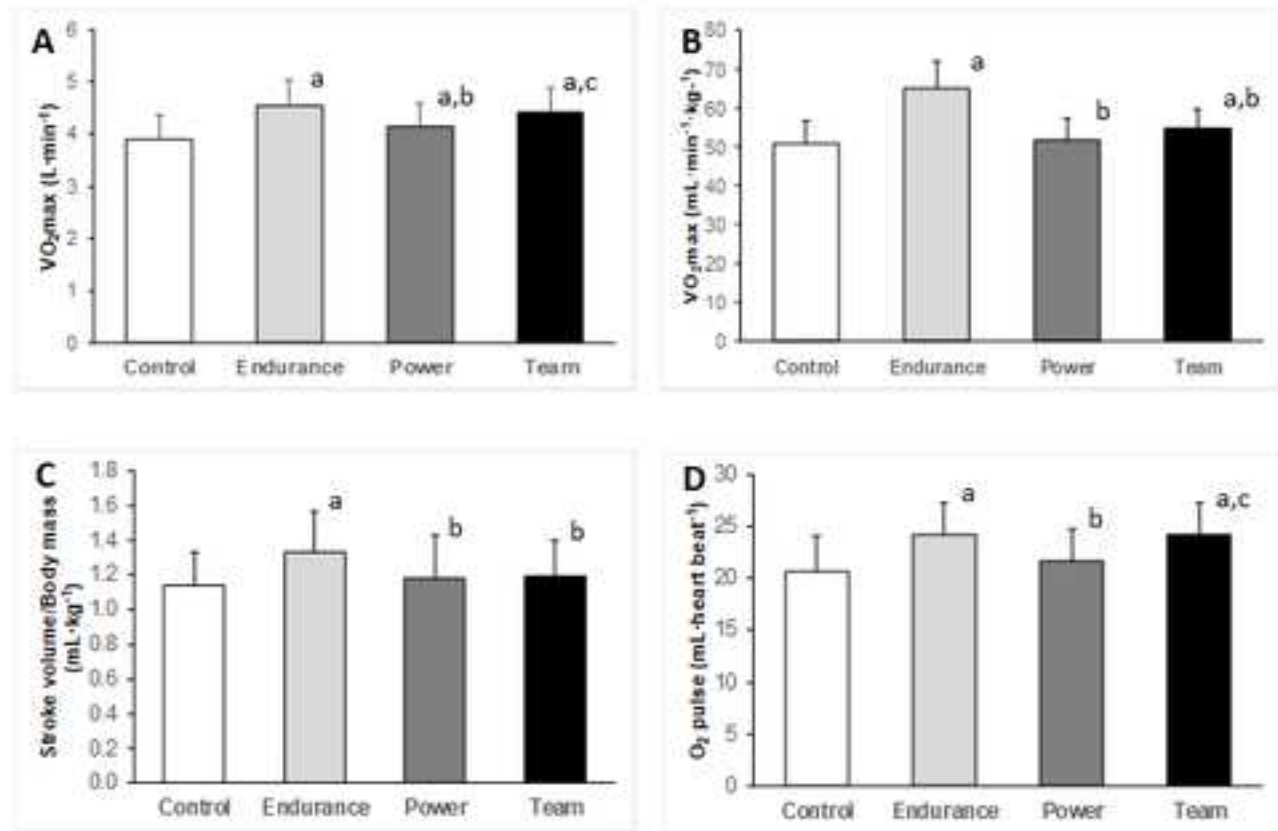 A
VO₂max (L·min⁻¹)
6
5
4
3
2
1
0
a
a,b
a,c
Control Endurance Power Team
B
VO₂max (mL·min⁻¹·kg⁻¹)
80
70
60
50
40
30
20
10
0
a
b
a,b
Control Endurance Power Team
C
Stroke volume/Body mass
(mL·kg⁻¹)
1.8
1.6
1.4
1.2
1.0
0.8
0.6
0.4
0.2
0.0
a
b
b
Control Endurance Power Team
D
O₂ pulse (mL·heart beat⁻¹)
30
25
20
15
10
5
0
a
b
a,c
Control Endurance Power Team